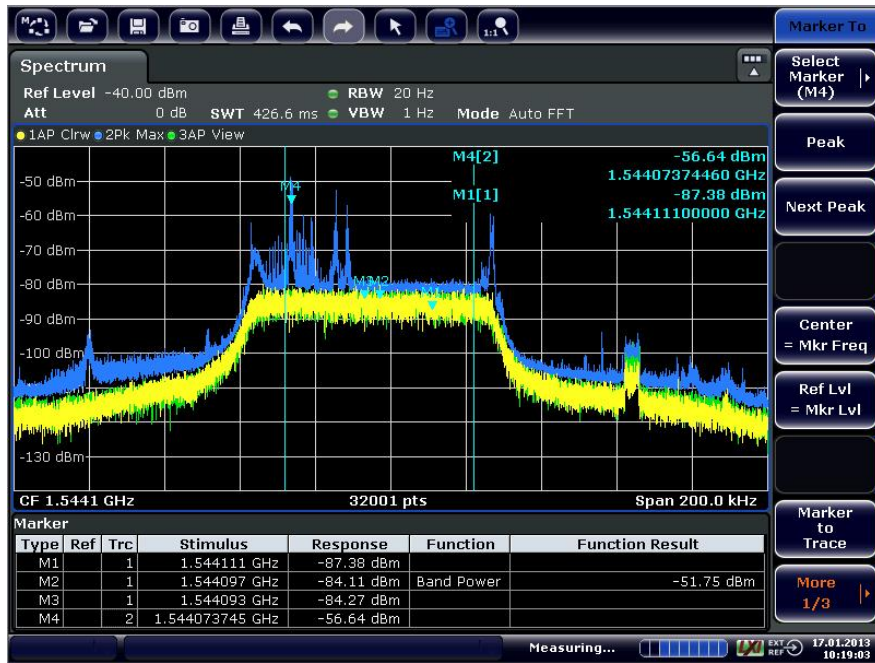 Marker To
1:1
Spectrum
Ref Level -40.00 dBm RBW 20 Hz
Att 0 dB SWT 426.6 ms VBW 1 Hz Mode Auto FFT
1AP Clrw 2Pk Max 3AP View
M4[2] -56.64 dBm
1.54407374460 GHz
M1[1] -87.38 dBm
1.54411100000 GHz
M4
M2
-50 dBm
-60 dBm
-70 dBm
-80 dBm
-90 dBm
-100 dBm
-130 dBm
CF 1.5441 GHz 32001 pts Span 200.0 kHz
Marker
Type Ref Trc Stimulus Response Function Function Result
M1 1 1.544111 GHz -87.38 dBm
M2 1 1.544097 GHz -84.11 dBm Band Power -51.75 dBm
M3 1 1.544093 GHz -84.27 dBm
M4 2 1.544073745 GHz -56.64 dBm
Select
Marker
(M4)
Peak
Next Peak
Center
= Mkr Freq
Ref Lvl
= Mkr Lvl
Marker
to
Trace
More
1/3
Measuring... LXI EXT REF 17.01.2013
10:19:03